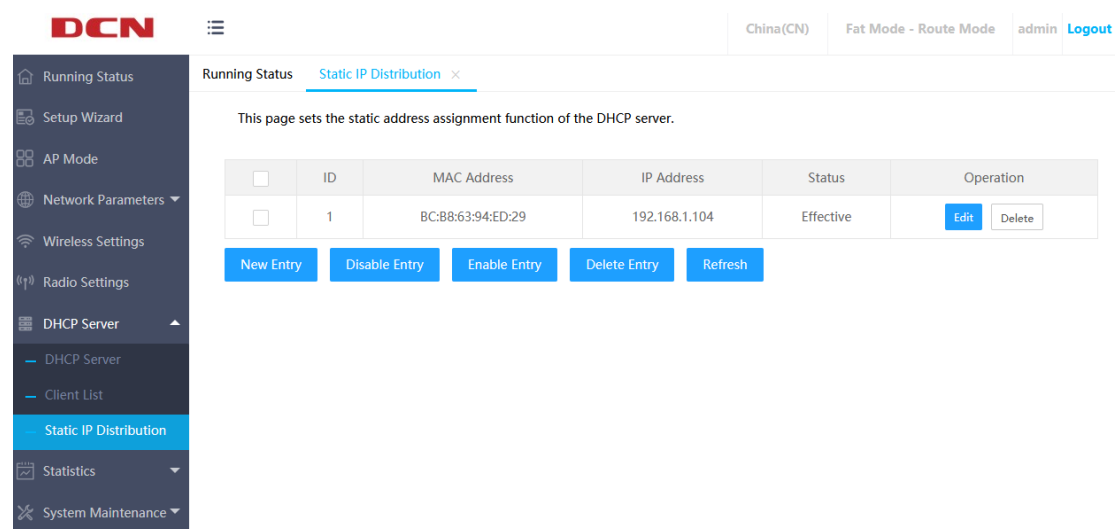 DCN
China(CN) Fat Mode - Route Mode admin Logout
Running Status
Setup Wizard
AP Mode
Network Parameters
Wireless Settings
Radio Settings
DHCP Server
DHCP Server
Client List
Static IP Distribution
Statistics
System Maintenance
Running Status Static IP Distribution ×
This page sets the static address assignment function of the DHCP server.
ID MAC Address IP Address Status Operation
1 BC:B8:63:94:ED:29 192.168.1.104 Effective Edit Delete
New Entry Disable Entry Enable Entry Delete Entry Refresh